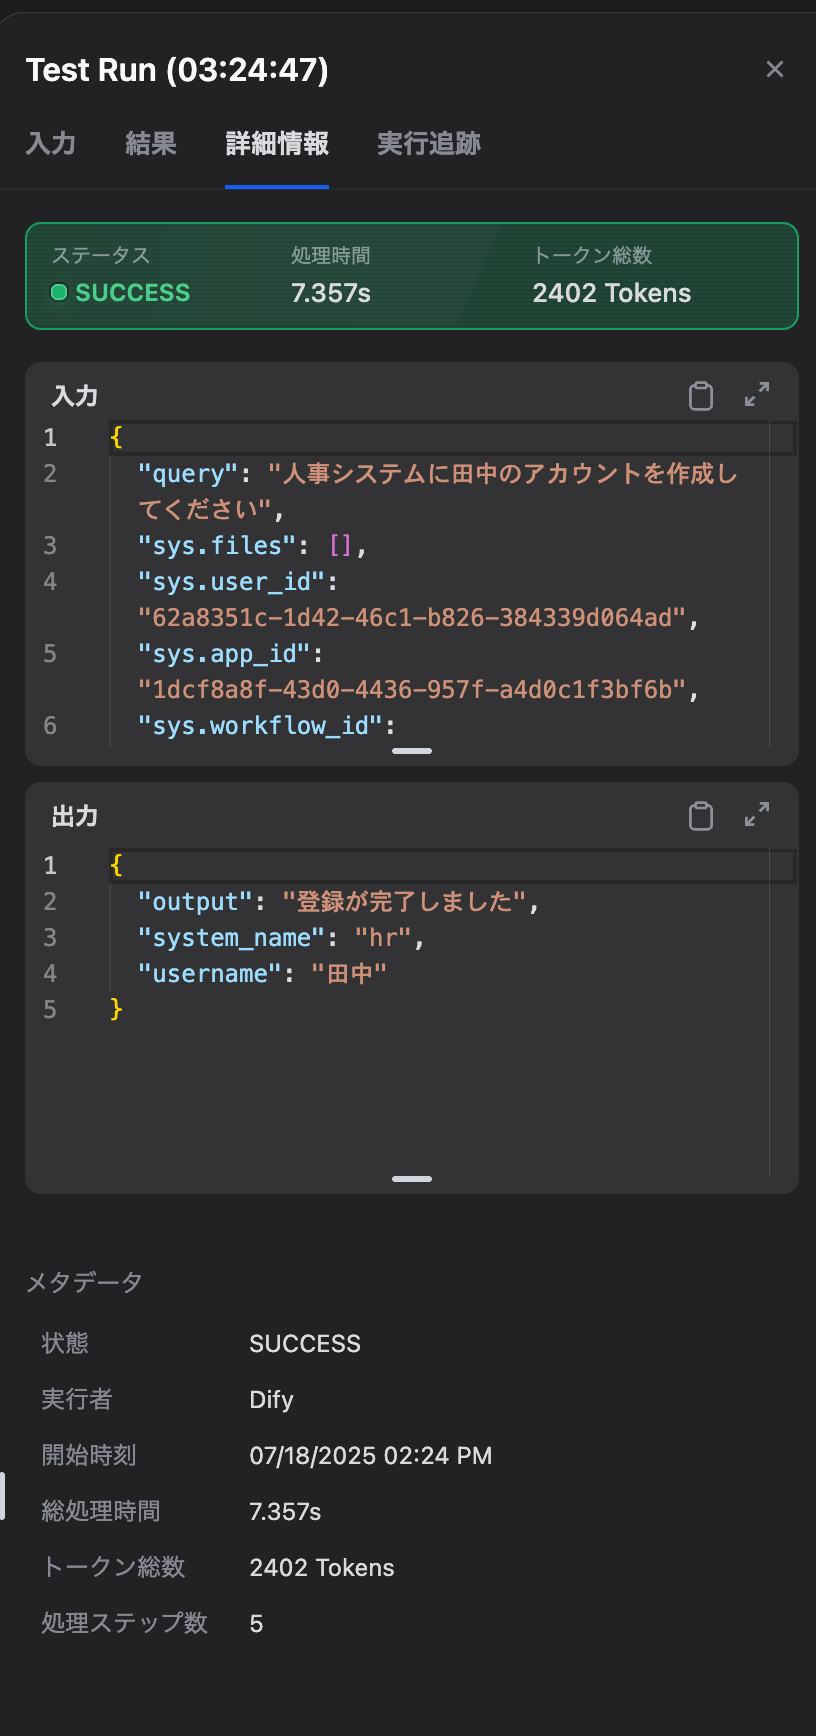 Test Run (03:24:47)
入力 結果 詳細情報 実行追跡
ステータス 処理時間 トークン総数
SUCCESS 7.357s 2402 Tokens
入力
1 {
2 "query": "人事システムに田中のアカウントを作成し
てください",
3 "sys.files": [],
4 "sys.user_id":
"62a8351c-1d42-46c1-b826-384339d064ad",
5 "sys.app_id":
"1dcf8a8f-43d0-4436-957f-a4d0c1f3bf6b",
6 "sys.workflow_id":
出力
1 {
2 "output": "登録が完了しました",
3 "system_name": "hr",
4 "username": "田中"
5 }
メタデータ
状態 SUCCESS
実行者 Dify
開始時刻 07/18/2025 02:24 PM
総処理時間 7.357s
トークン総数 2402 Tokens
処理ステップ数 5